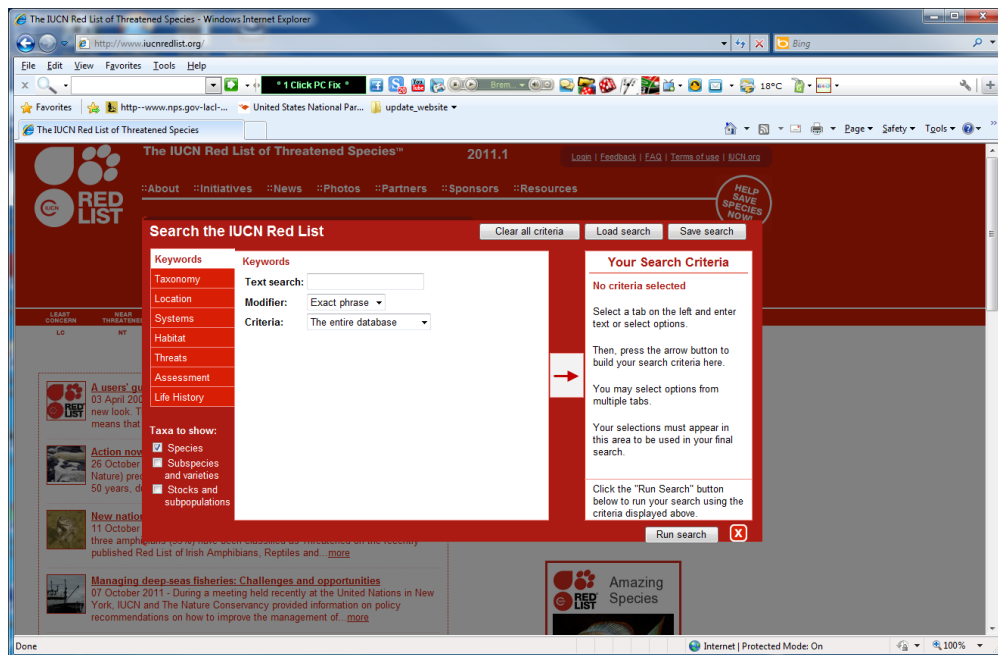 The IUCN Red List of Threatened Species - Windows Internet Explorer
http://www.iucnredlist.org/
Bing
File Edit View Favorites Tools Help
* 1 Click PC Fix *
Brem...
18°C
Favorites
http--www.nps.gov-lacl-...
United States National Par...
update_website
The IUCN Red List of Threatened Species
Page Safety Tools
The IUCN Red List of Threatened Species™
2011.1
Login | Feedback | FAQ | Terms of use | IUCN.org
::About ::Initiatives ::News ::Photos ::Partners ::Sponsors ::Resources
IUCN
RED
LIST
HELP
SAVE
SPECIES
NOW!
Search the IUCN Red List
Clear all criteria
Load search
Save search
Keywords
Taxonomy
Location
Systems
Habitat
Threats
Assessment
Life History
Taxa to show:
Species
Subspecies
and varieties
Stocks and
subpopulations
Keywords
Text search:
Modifier: Exact phrase
Criteria: The entire database
Your Search Criteria
No criteria selected
Select a tab on the left and enter
text or select options.
Then, press the arrow button to
build your search criteria here.
You may select options from
multiple tabs.
Your selections must appear in
this area to be used in your final
search.
Click the "Run Search" button
below to run your search using the
criteria displayed above.
Run search
X
LEAST
CONCERN
NEAR
LC
NT
RED
LIST
A users' gu
03 April 200
new look. T
means that
Action now
26 October
Nature) pre
50 years, d
New natio
11 October
three amph
published Red List of Irish Amphibians, Reptiles and...more
Managing deep-seas fisheries: Challenges and opportunities
07 October 2011 - During a meeting held recently at the United Nations in New
York, IUCN and The Nature Conservancy provided information on policy
recommendations on how to improve the management of...more
RED
LIST
Amazing
Species
Done
Internet | Protected Mode: On
100%